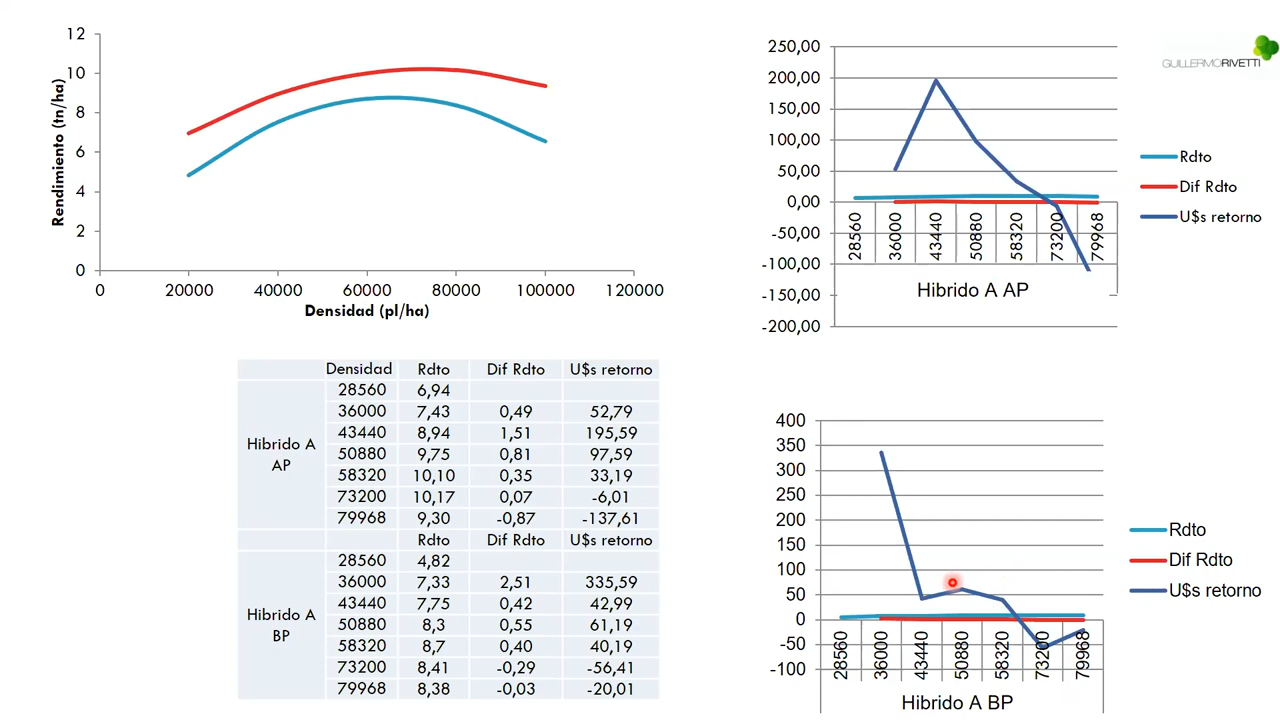 12
10
8
6
4
2
0
Rendimiento (tn/ha)
0 20000 40000 60000 80000 100000 120000
Densidad (pl/ha)
250,00
200,00
150,00
100,00
50,00
0,00
-50,00
-100,00
-150,00
-200,00
28560 36000 43440 50880 58320 73200 79968
Hibrido A AP
Rdto
Dif Rdto
U$s retorno
GUILLERMORIVETTI
Densidad Rdto Dif Rdto U$s retorno
Hibrido A
AP
28560 6,94
36000 7,43 0,49 52,79
43440 8,94 1,51 195,59
50880 9,75 0,81 97,59
58320 10,10 0,35 33,19
73200 10,17 0,07 -6,01
79968 9,30 -0,87 -137,61
Rdto Dif Rdto U$s retorno
Hibrido A
BP
28560 4,82
36000 7,33 2,51 335,59
43440 7,75 0,42 42,99
50880 8,3 0,55 61,19
58320 8,7 0,40 40,19
73200 8,41 -0,29 -56,41
79968 8,38 -0,03 -20,01
400
350
300
250
200
150
100
50
0
-50
-100
28560 36000 43440 50880 58320 73200 79968
Hibrido A BP
Rdto
Dif Rdto
U$s retorno